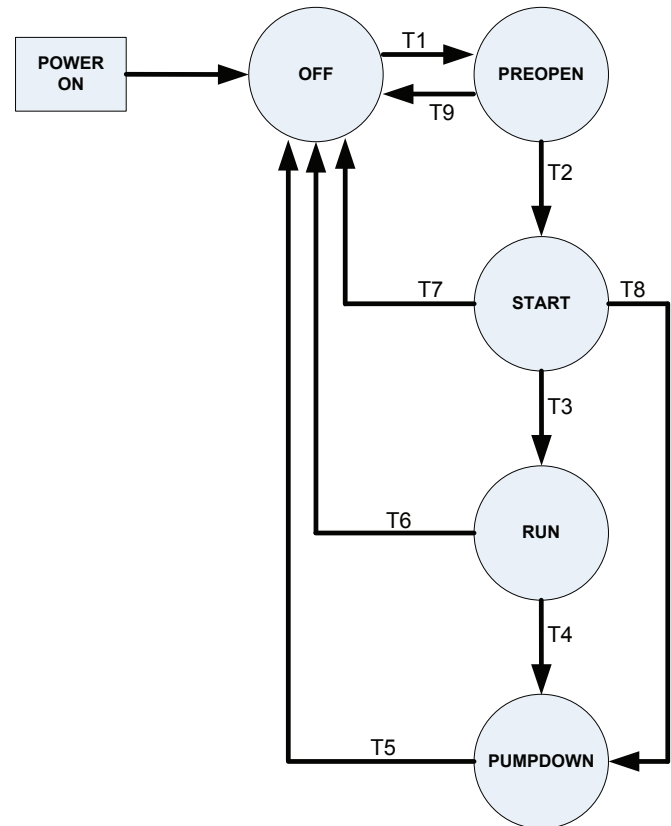 POWER
ON
OFF
T1
PREOPEN
T9
T2
T7
START
T8
T3
T6
RUN
T4
T5
PUMPDOWN